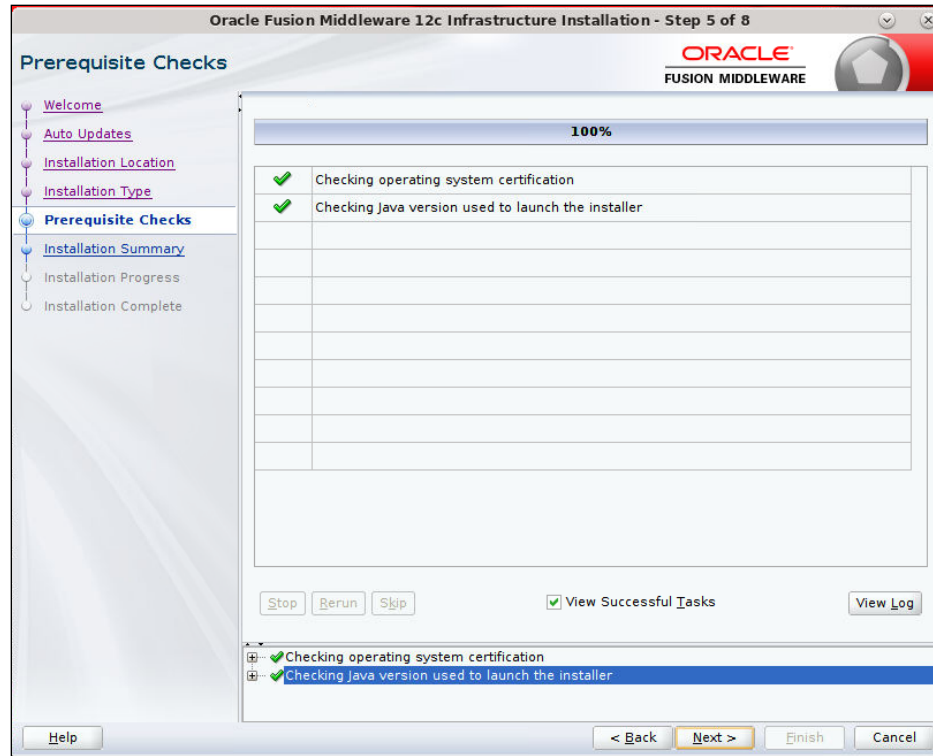 Oracle Fusion Middleware 12c Infrastructure Installation - Step 5 of 8
Prerequisite Checks
ORACLE
FUSION MIDDLEWARE
Welcome
Auto Updates
Installation Location
Installation Type
Prerequisite Checks
Installation Summary
Installation Progress
Installation Complete
100%
Checking operating system certification
Checking Java version used to launch the installer
Stop Rerun Skip View Successful Tasks View Log
Checking operating system certification
Checking Java version used to launch the installer
Help < Back Next > Finish Cancel